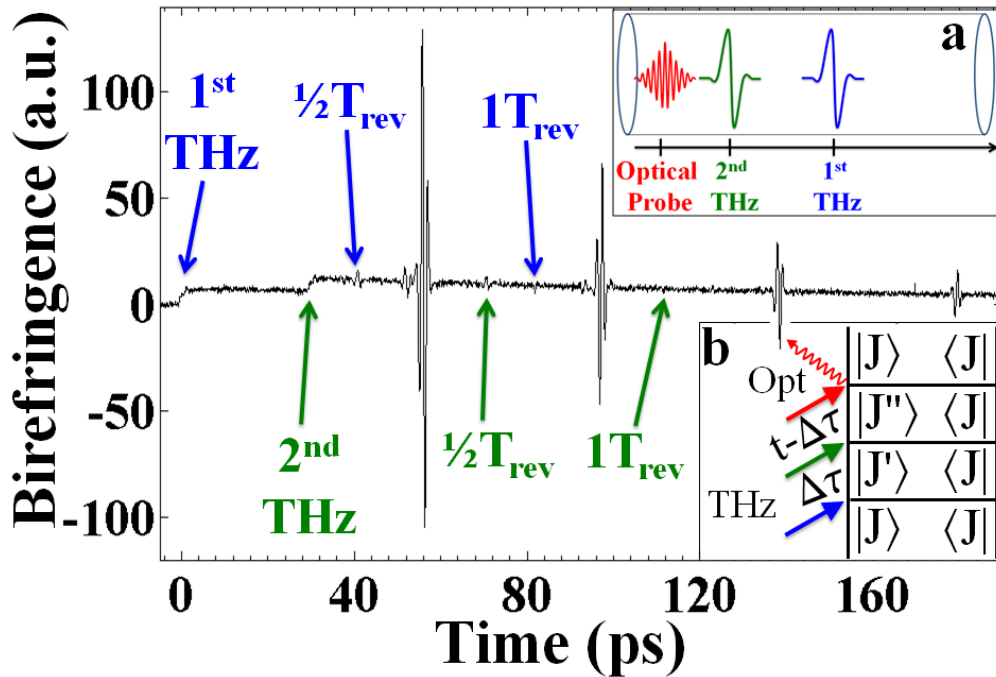 Birefringence (a.u.)
100
50
0
-50
-100
1st
THz
½Trev
1Trev
2nd
THz
½Trev
1Trev
a
Optical
Probe
2nd
THz
1st
THz
b
Opt
t-Δτ
Δτ
THz
|J⟩ ⟨J|
|J"⟩ ⟨J|
|J'⟩ ⟨J|
|J⟩ ⟨J|
0 40 80 120 160
Time (ps)